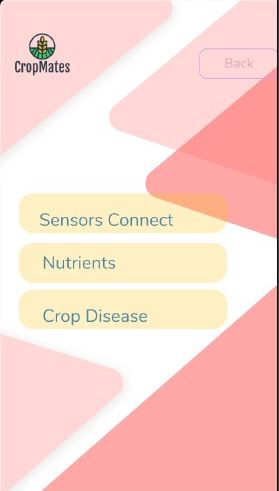 CropMates
Back
Sensors Connect
Nutrients
Crop Disease